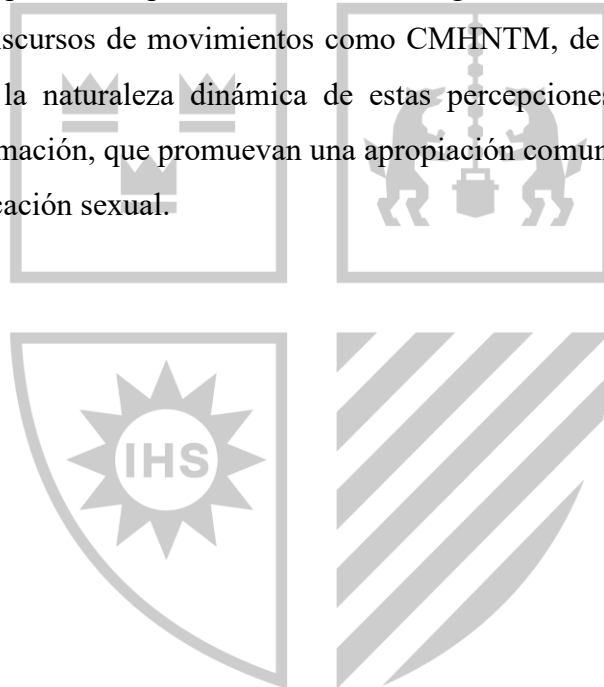 iscursos de movimientos como CMHNTM, de
la naturaleza dinámica de estas percepciones
mación, que promuevan una apropiación comun
cación sexual.
IHS